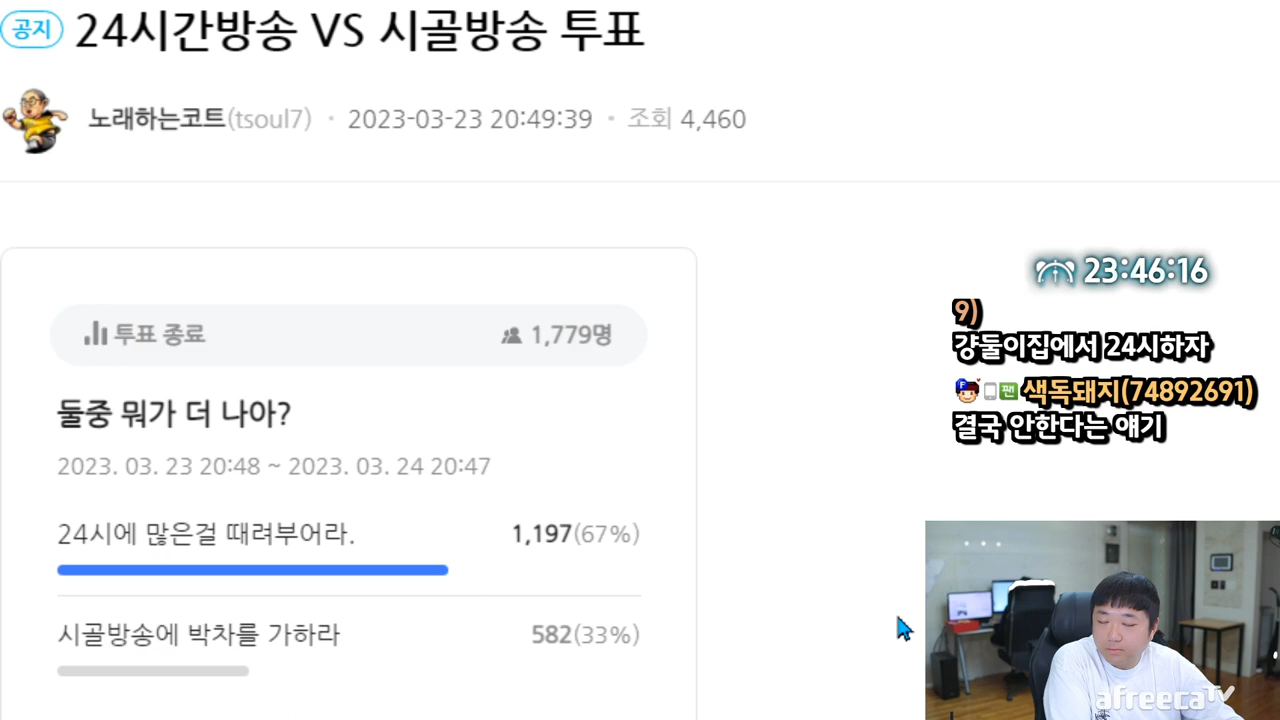 공지 24시간방송 VS 시골방송 투표
노래하는코트(tsoul7) • 2023-03-23 20:49:39 • 조회 4,460
투표 종료 1,779명
둘중 뭐가 더 나아?
2023. 03. 23 20:48 ~ 2023. 03. 24 20:47
24시에 많은걸 때려부어라. 1,197(67%)
시골방송에 박차를 가하라 582(33%)
23:46:16
9)
걍둘이집에서 24시하자
F 팬 색독돼지(74892691)
결국 안한다는 얘기
afreecaTV